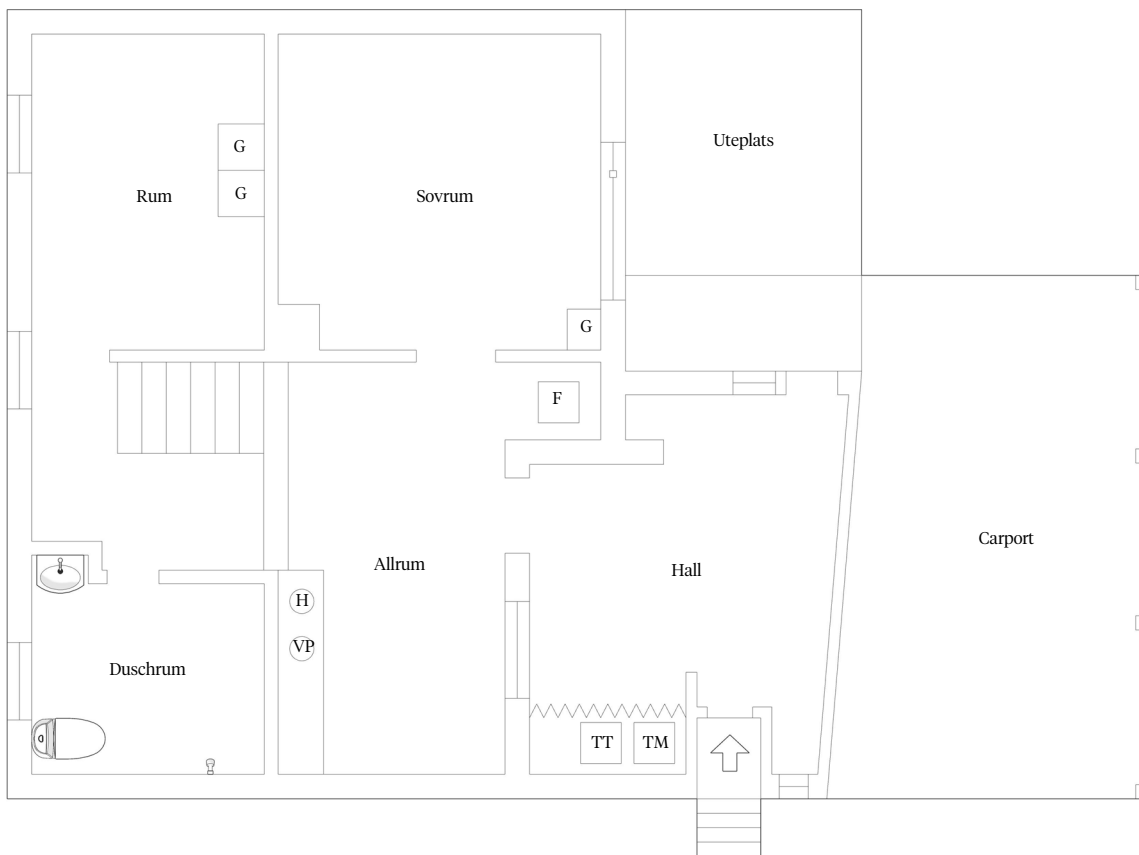 Uteplats
G
Rum
G
Sovrum
G
F
Carport
Allrum
Hall
H
VP
Duschrum
TT
TM